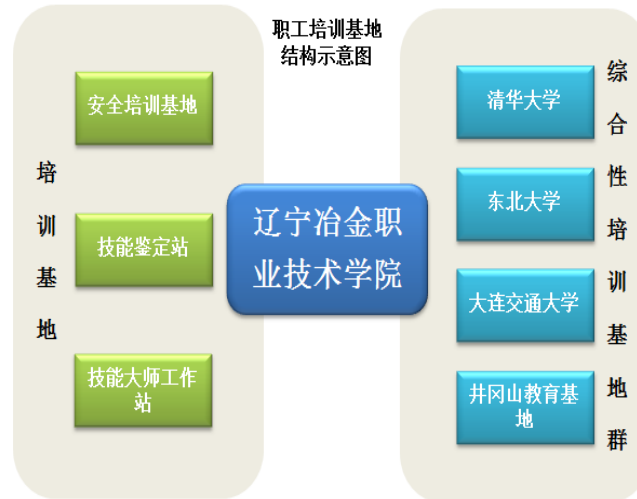 职工培训基地
结构示意图
培训基地
安全培训基地
技能鉴定站
技能大师工作
站
辽宁冶金职
业技术学院
清华大学
东北大学
大连交通大学
井冈山教育基
地
综合性培训基地群